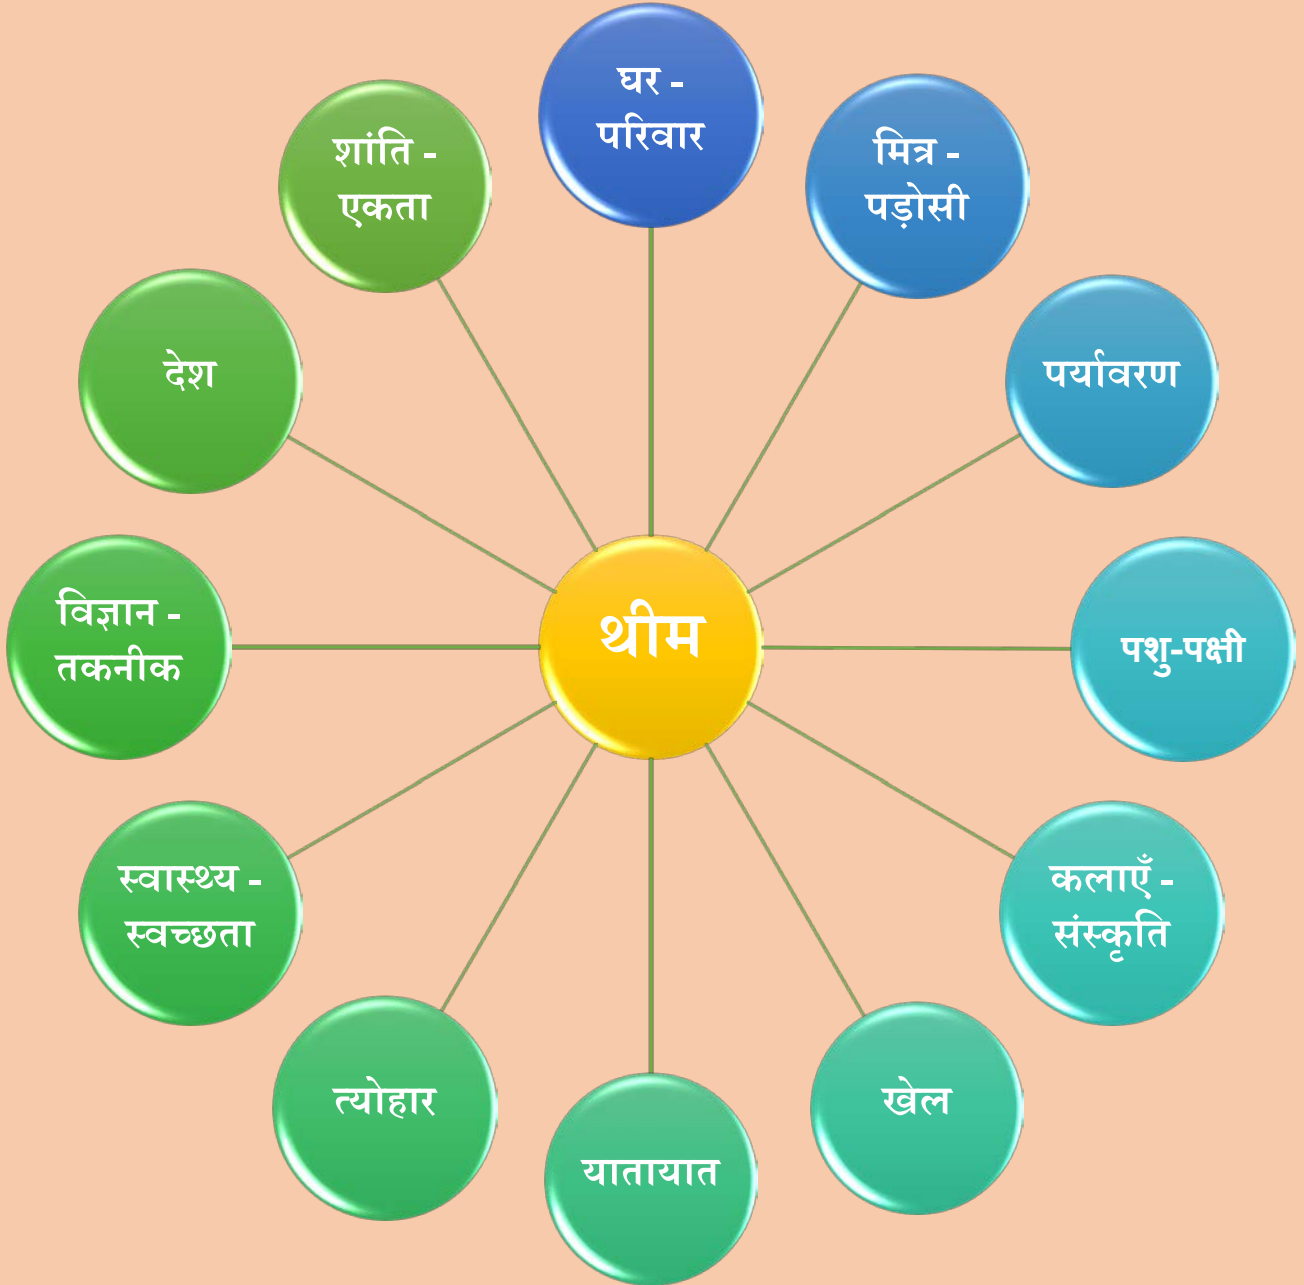 घर -
परिवार
मित्र -
पड़ोसी
पर्यावरण
पशु-पक्षी
कलाएँ -
संस्कृति
खेल
यातायात
त्योहार
स्वास्थ्य -
स्वच्छता
विज्ञान -
तकनीक
देश
शांति -
एकता
थीम